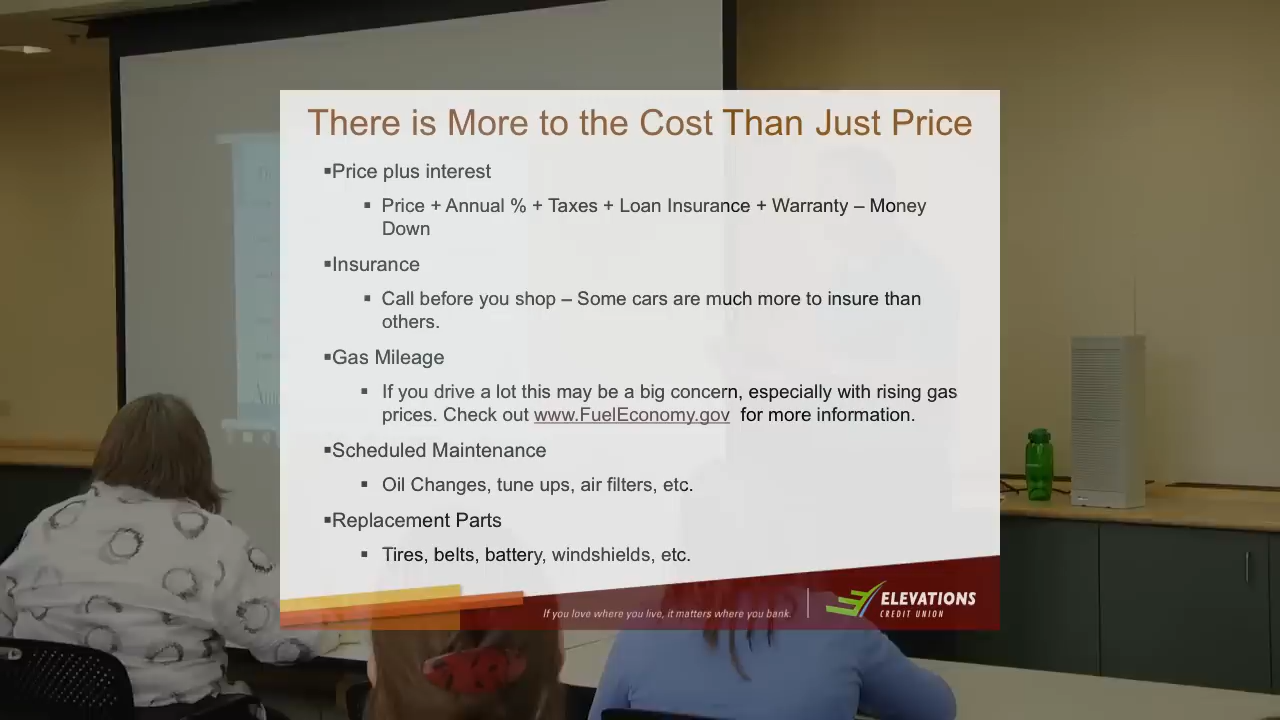 There is More to the Cost Than Just Price
▪Price plus interest
▪ Price + Annual % + Taxes + Loan Insurance + Warranty – Money
Down
▪Insurance
▪ Call before you shop – Some cars are much more to insure than
others.
▪Gas Mileage
▪ If you drive a lot this may be a big concern, especially with rising gas
prices. Check out www.FuelEconomy.gov for more information.
▪Scheduled Maintenance
▪ Oil Changes, tune ups, air filters, etc.
▪Replacement Parts
▪ Tires, belts, battery, windshields, etc.
If you love where you live, it matters where you bank.
ELEVATIONS
CREDIT UNION